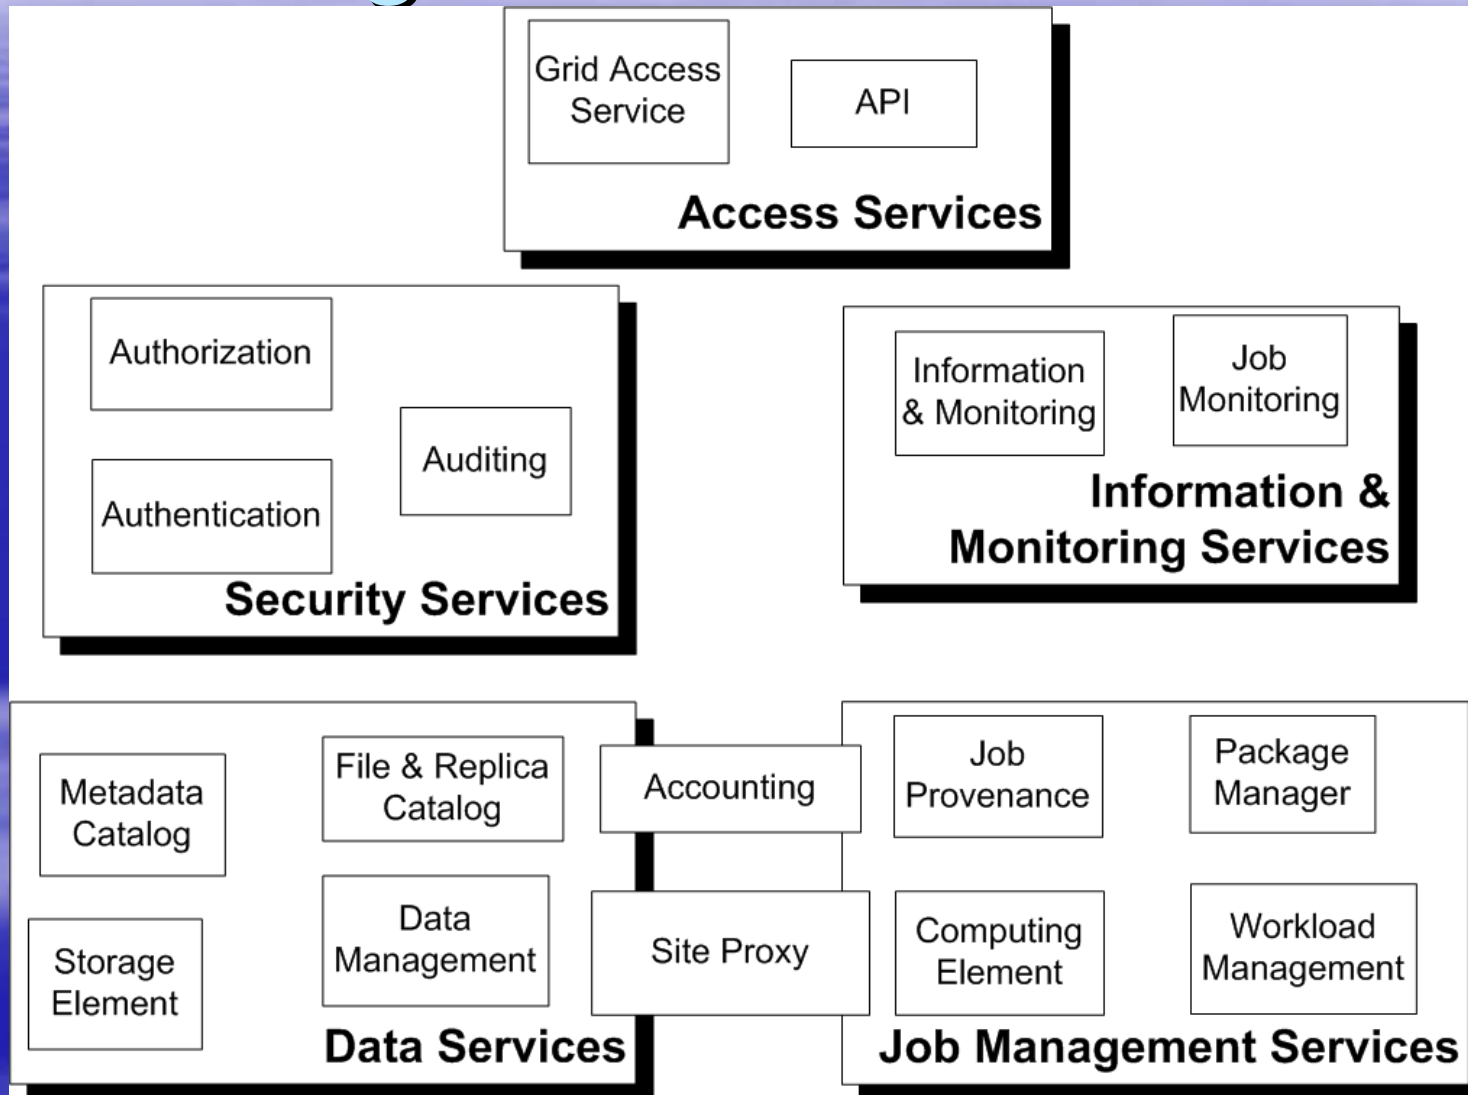 Grid Access
Service
API
Access Services
Authorization
Auditing
Authentication
Security Services
Information
& Monitoring
Job
Monitoring
Information &
Monitoring Services
Metadata
Catalog
File & Replica
Catalog
Storage
Element
Data
Management
Data Services
Accounting
Site Proxy
Job
Provenance
Package
Manager
Computing
Element
Workload
Management
Job Management Services